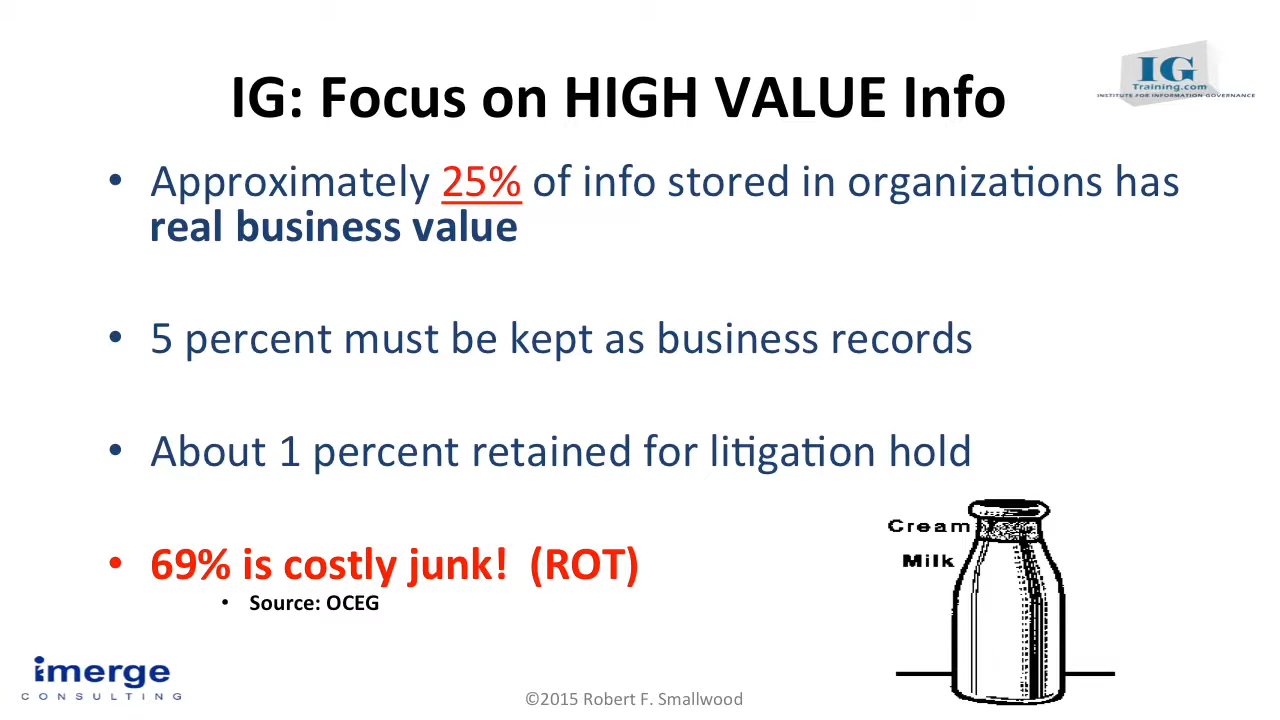 IG: Focus on HIGH VALUE Info
IG
Training.com
INSTITUTE FOR INFORMATION GOVERNANCE
• Approximately 25% of info stored in organizations has
real business value
• 5 percent must be kept as business records
• About 1 percent retained for litigation hold
• 69% is costly junk! (ROT)
• Source: OCEG
Cream
Milk
imerge
CONSULTING
©2015 Robert F. Smallwood